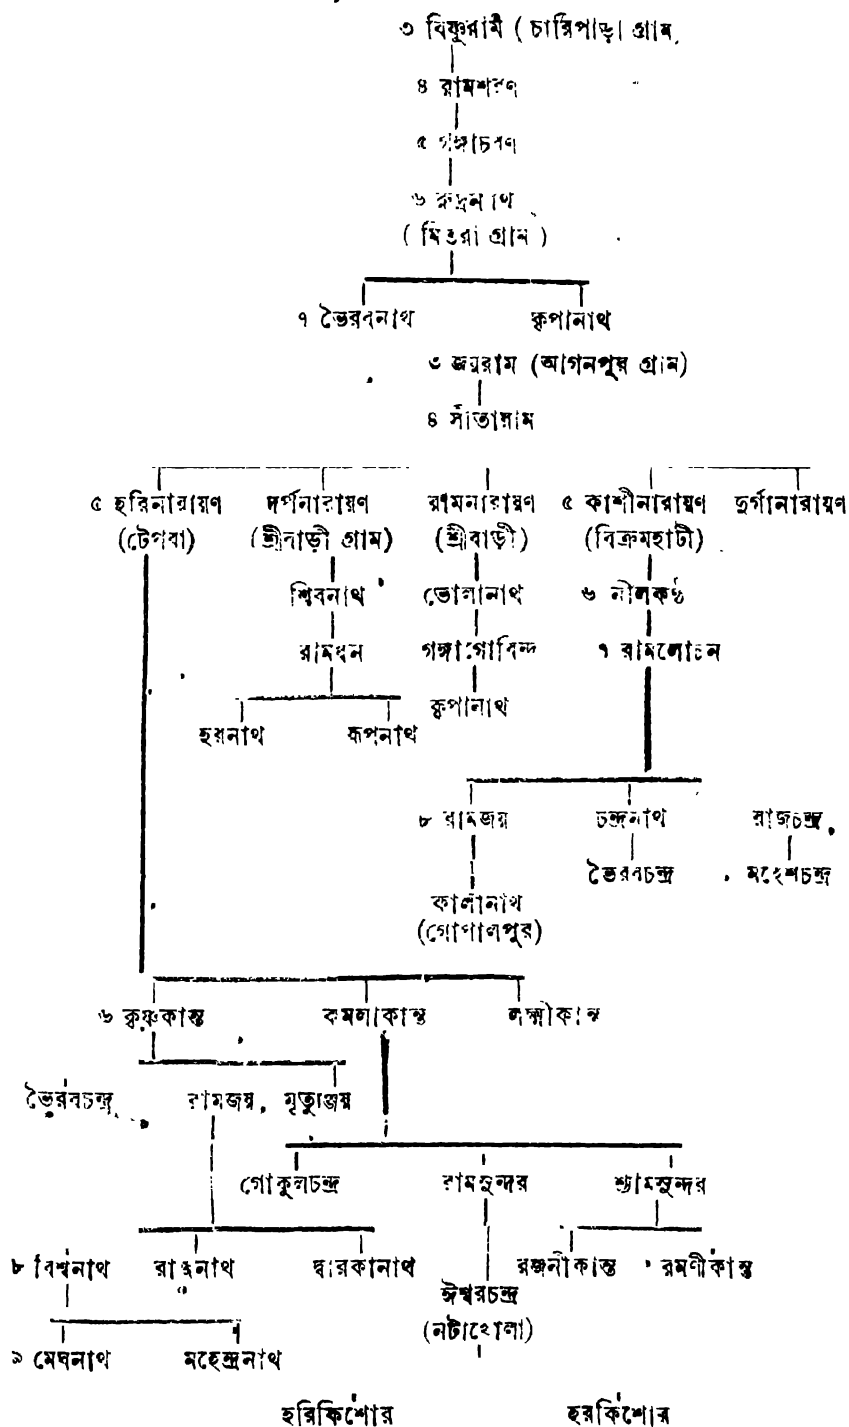 ৩ বিষ্ণুরাম ( চারিপাড়া গ্রাম
৪ রামশরণ
৫ গঙ্গাচরণ
৬ রুদ্রনাথ
( মিতরা গ্রাম )
৭ ভৈরবনাথ কৃপানাথ
৩ জয়রাম (আগনপুর গ্রাম)
৪ সীতারাম
৫ হরিনারায়ণ দর্পনারায়ণ রামনারায়ণ ৫ কাশীনারায়ণ দুর্গানারায়ণ
(টেপরা) (শ্রীবাড়ী গ্রাম) (শ্রীবাড়ী) (বিক্রমহাটী)
শিবনাথ ভোলানাথ ৬ নীলকণ্ঠ
রামধন গঙ্গাগোবিন্দ ৭ রামলোচন
কৃপানাথ
হরনাথ রূপনাথ
৮ রামজয় চন্দ্রনাথ রাজচন্দ্র
ভৈরবচন্দ্র মহেশচন্দ্র
কালীনাথ
(গোপালপুর)
৬ কৃষ্ণকান্ত কমলাকান্ত লক্ষ্মীকান্ত
ভৈরবচন্দ্র রামজয় মৃত্যুঞ্জয়
গোকুলচন্দ্র রামসুন্দর শ্যামসুন্দর
৮ বিশ্বনাথ রাজনাথ দ্বারকানাথ রজনীকান্ত রমণীকান্ত
ঈশ্বরচন্দ্র
(নটাখোলা)
৯ মেঘনাথ মহেন্দ্রনাথ
হরিকিশোর হরকিশোর